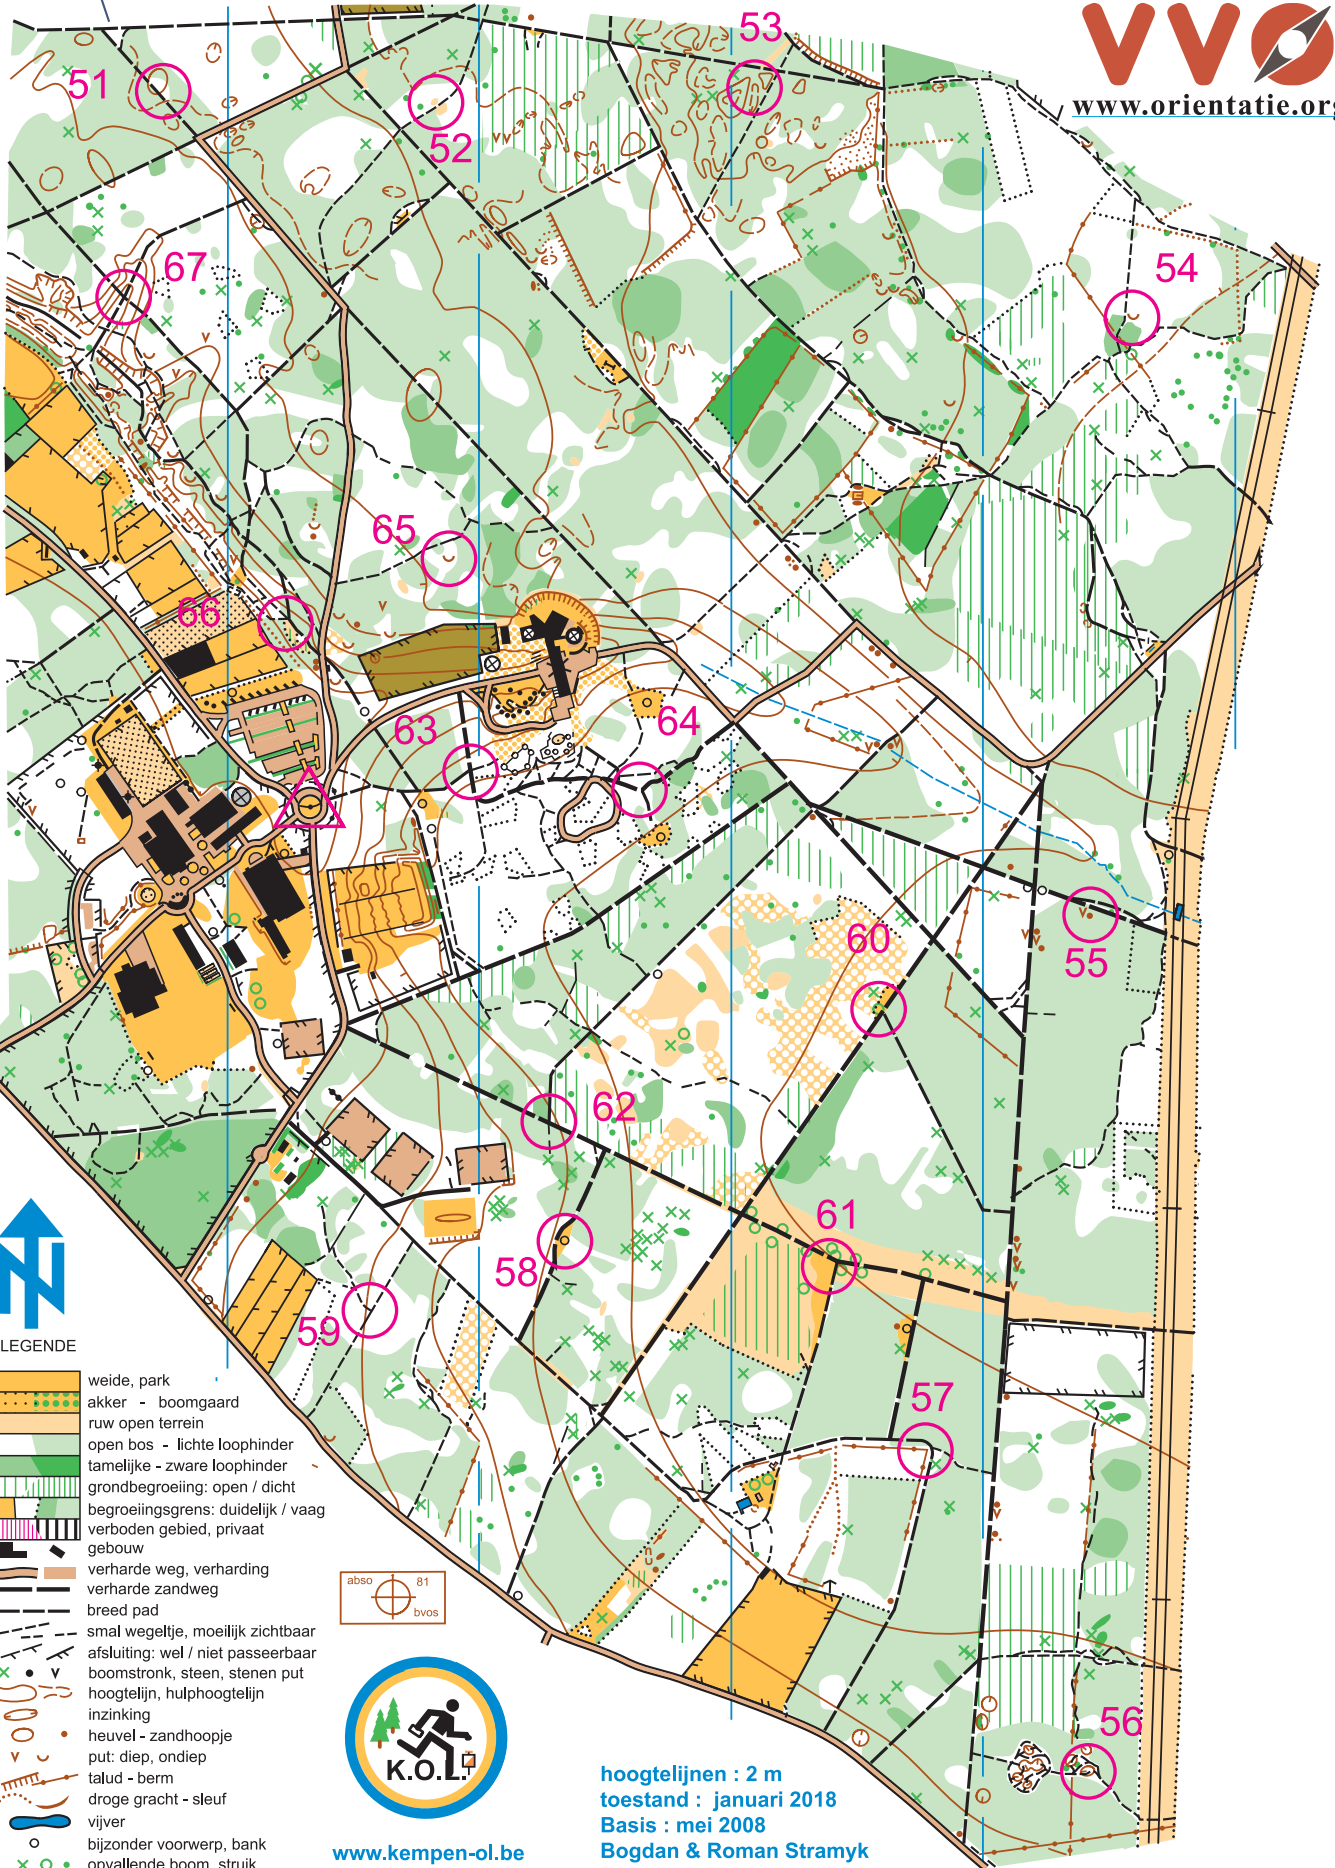 VVO
www.orientatie.org
53
51
52
67
54
65
66
64
63
60
55
62
61
58
59
57
56
N
LEGENDE
weide, park
akker - boomgaard
ruw open terrein
open bos - lichte loophinder
tamelijke - zware loophinder
grondbegroeiing: open / dicht
begroeiingsgrens: duidelijk / vaag
verboden gebied, privaat
gebouw
verharde weg, verharding
verharde zandweg
breed pad
smal wegeltje, moeilijk zichtbaar
afsluiting: wel / niet passeerbaar
boomstronk, steen, stenen put
hoogtelijn, hulphoogtelijn
inzinking
heuvel - zandhoopje
put: diep, ondiep
talud - berm
droge gracht - sleuf
vijver
bijzonder voorwerp, bank
opvallende boom, struik
abso 81
bvos
K.O.L.
www.kempen-ol.be
hoogtelijnen : 2 m
toestand : januari 2018
Basis : mei 2008
Bogdan & Roman Stramyk